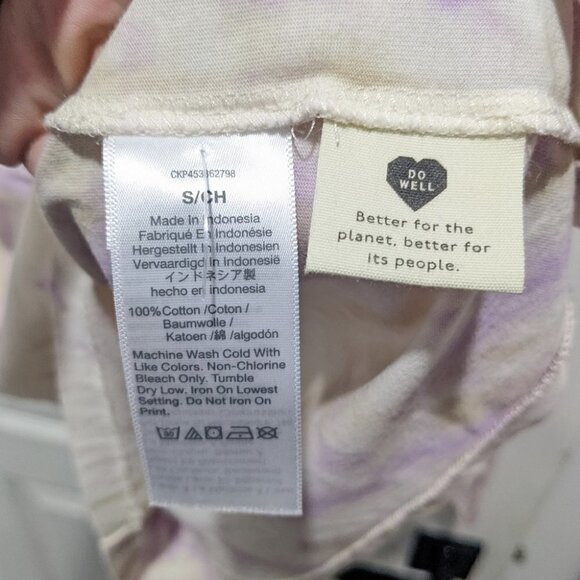 CKP453862798
S/CH
Made In Indonesia
Fabriqué En Indonésie
Hergestellt In Indonesien
Vervaardigd In Indonesie
インドネシア製
hecho en indonesia
100%Cotton /Coton /
Baumwolle /
Katoen /綿 /algodón
Machine Wash Cold With
Like Colors. Non-Chlorine
Bleach Only. Tumble
Dry Low. Iron On Lowest
Setting. Do Not Iron On
Print.
DO
WELL
Better for the
planet, better for
its people.